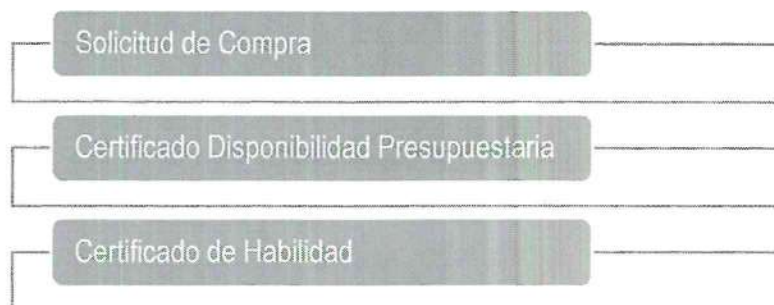 Solicitud de Compra
Certificado Disponibilidad Presupuestaria
Certificado de Habilidad